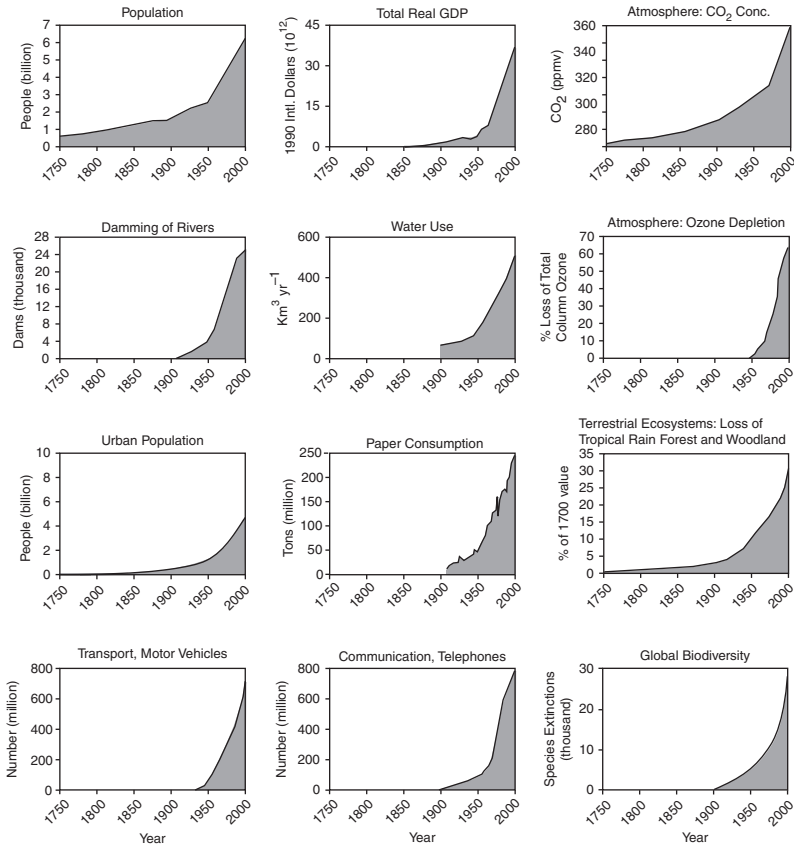 Population
People (billion)
7
6
5
4
3
2
1
0
1750 1800 1850 1900 1950 2000
Total Real GDP
1990 Intl. Dollars (10¹²)
45
30
15
0
1750 1800 1850 1900 1950 2000
Atmosphere: CO₂ Conc.
CO₂ (ppmv)
360
340
320
300
280
1750 1800 1850 1900 1950 2000
Damming of Rivers
Dams (thousand)
28
24
20
16
12
8
4
0
1750 1800 1850 1900 1950 2000
Water Use
Km³ yr⁻¹
600
400
200
0
1750 1800 1850 1900 1950 2000
Atmosphere: Ozone Depletion
% Loss of Total
Column Ozone
70
60
50
40
30
20
10
0
1750 1800 1850 1900 1950 2000
Urban Population
People (billion)
10
8
6
4
2
0
1750 1800 1850 1900 1950 2000
Paper Consumption
Tons (million)
250
200
150
100
50
0
1750 1800 1850 1900 1950 2000
Terrestrial Ecosystems: Loss of
Tropical Rain Forest and Woodland
% of 1700 value
35
30
25
20
15
10
5
0
1750 1800 1850 1900 1950 2000
Transport, Motor Vehicles
Number (million)
800
600
400
200
0
1750 1800 1850 1900 1950 2000
Year
Communication, Telephones
Number (million)
800
600
400
200
0
1750 1800 1850 1900 1950 2000
Year
Global Biodiversity
Species Extinctions
(thousand)
30
20
10
0
1750 1800 1850 1900 1950 2000
Year